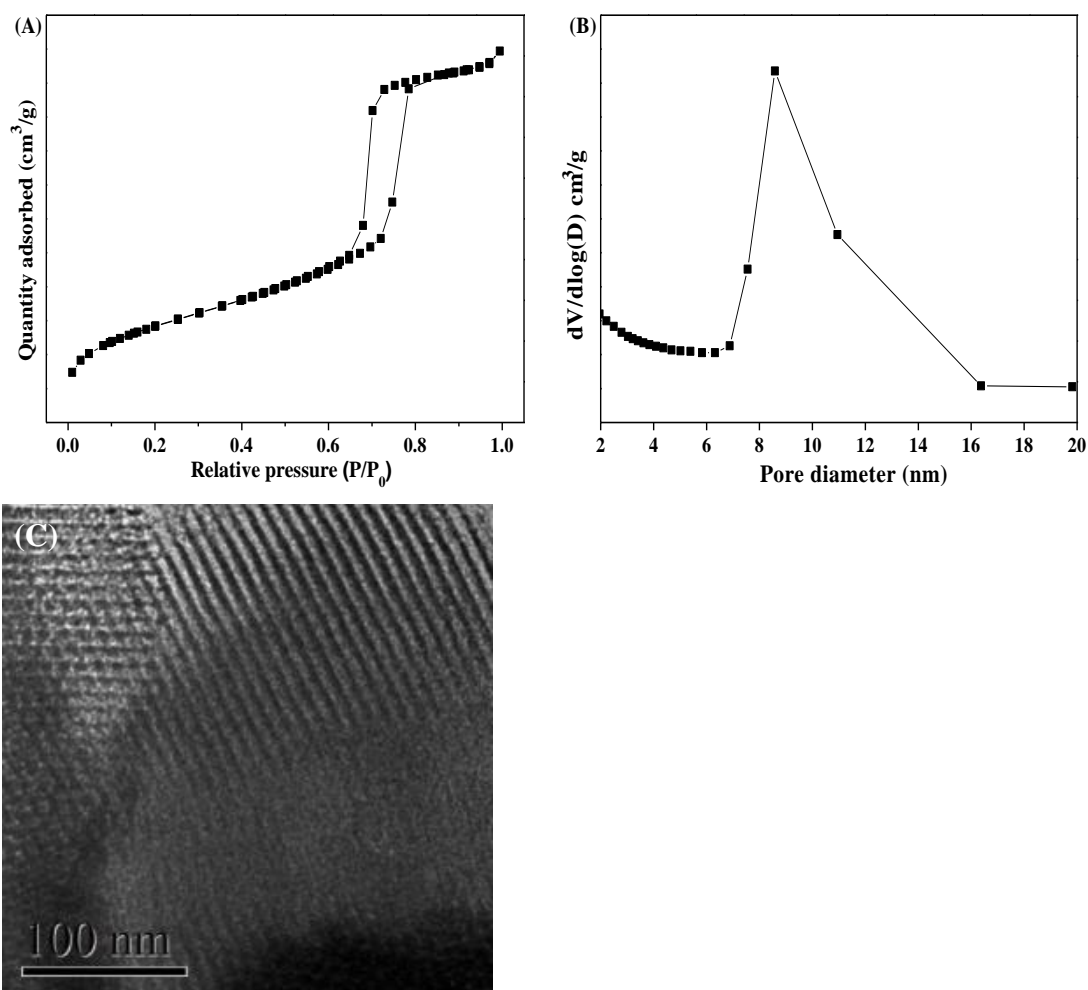 (A)
Quantity adsorbed (cm³/g)
0.0 0.2 0.4 0.6 0.8 1.0
Relative pressure (P/P₀)
(B)
dV/dlog(D) cm³/g
2 4 6 8 10 12 14 16 18 20
Pore diameter (nm)
(C)
100 nm